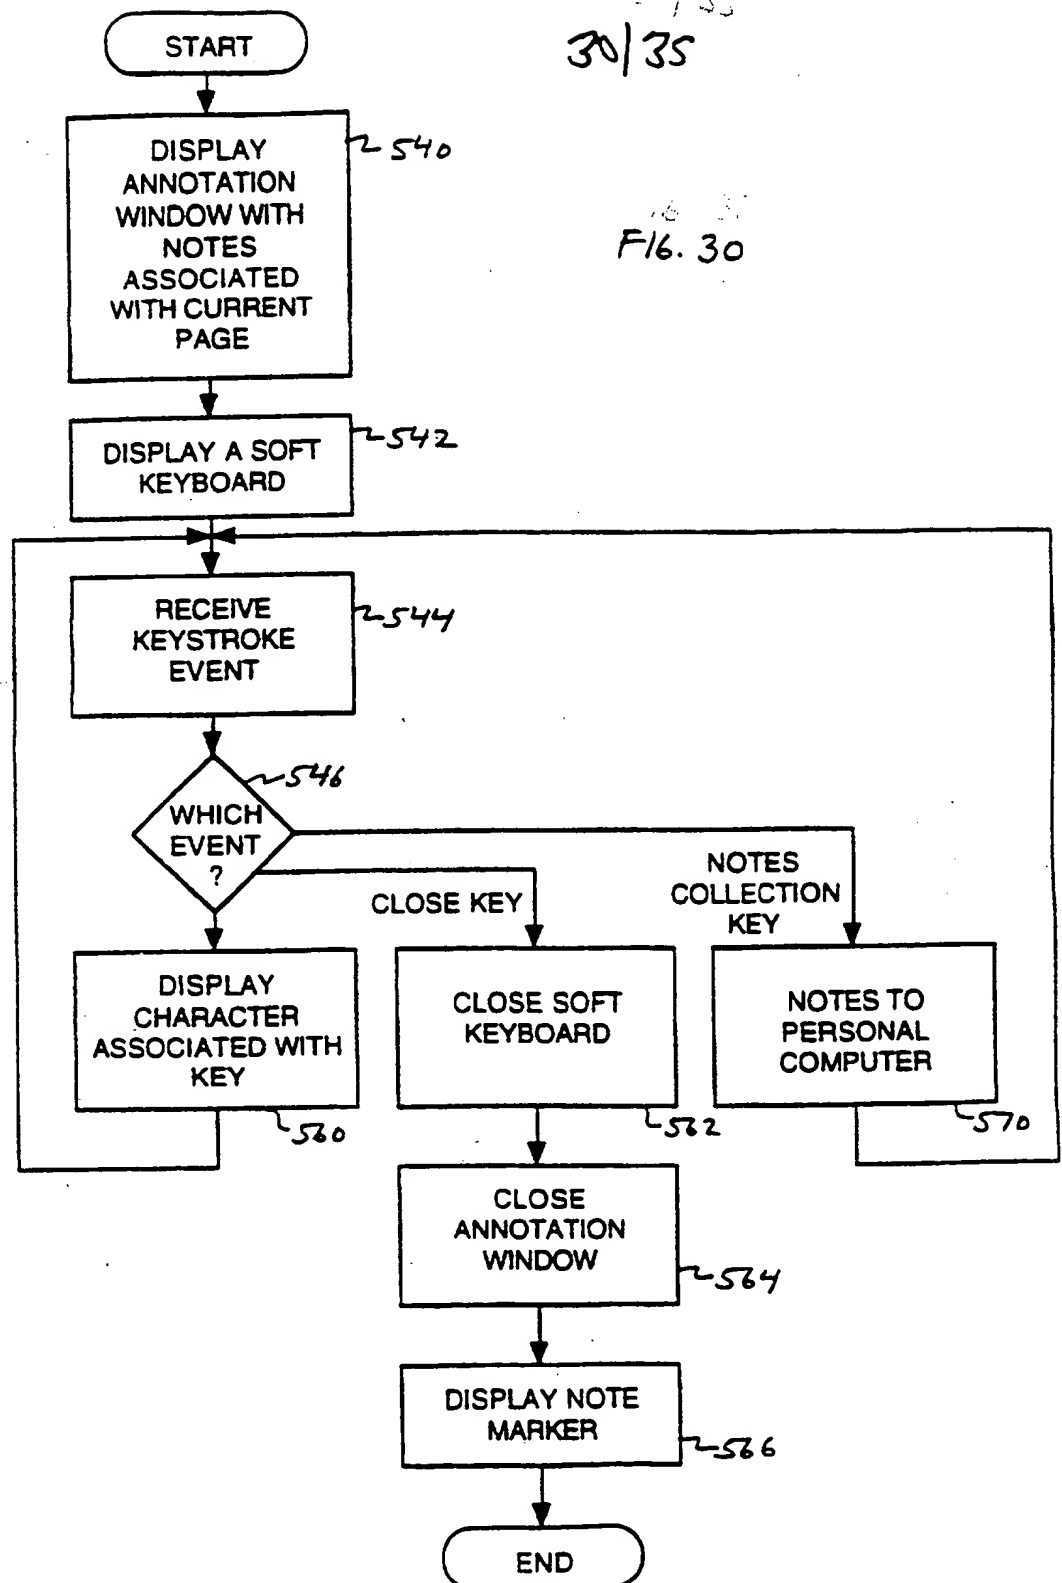 START
30/35
DISPLAY
ANNOTATION
WINDOW WITH
NOTES
ASSOCIATED
WITH CURRENT
PAGE
540
FIG. 30
DISPLAY A SOFT
KEYBOARD
542
RECEIVE
KEYSTROKE
EVENT
544
WHICH
EVENT
?
546
CLOSE KEY
NOTES
COLLECTION
KEY
DISPLAY
CHARACTER
ASSOCIATED WITH
KEY
560
CLOSE SOFT
KEYBOARD
562
NOTES TO
PERSONAL
COMPUTER
570
CLOSE
ANNOTATION
WINDOW
564
DISPLAY NOTE
MARKER
566
END